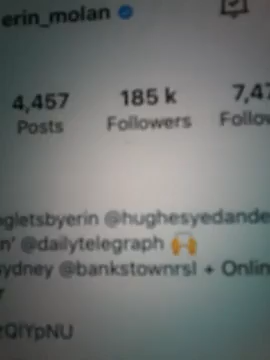 erin_molan
4,457 185 k 7,47
Posts Followers Follow
gletsbyerin @hughesyedande
n' @dailytelegraph 🙌
ydney @bankstownrsl + Onlin
QIYpNU